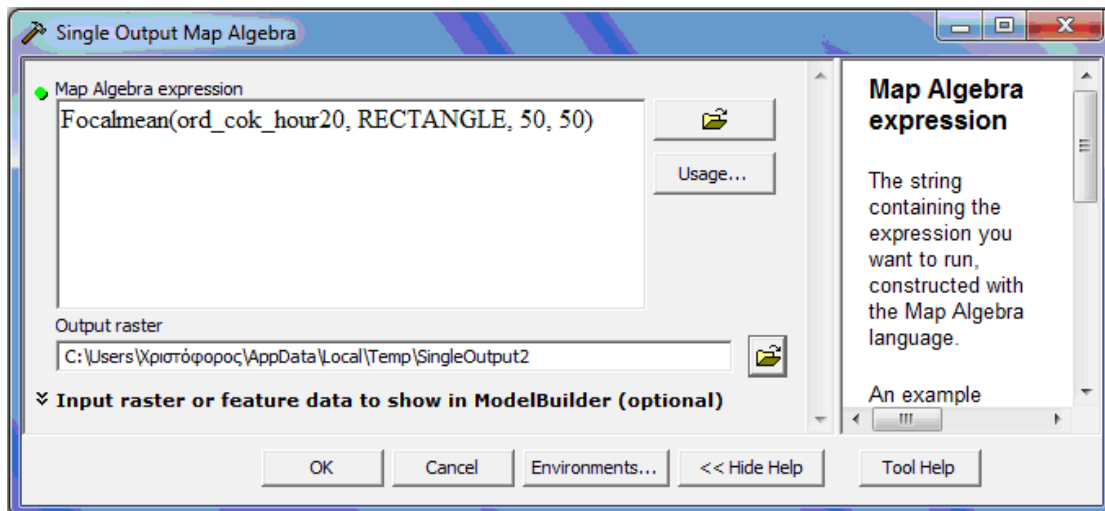 Single Output Map Algebra
Map Algebra expression
Focalmean(ord_cok_hour20, RECTANGLE, 50, 50)
Usage...
Output raster
C:\Users\Χριστόφορος\AppData\Local\Temp\SingleOutput2
Input raster or feature data to show in ModelBuilder (optional)
Map Algebra
expression
The string
containing the
expression you
want to run,
constructed with
the Map Algebra
language.
An example
OK
Cancel
Environments...
<< Hide Help
Tool Help